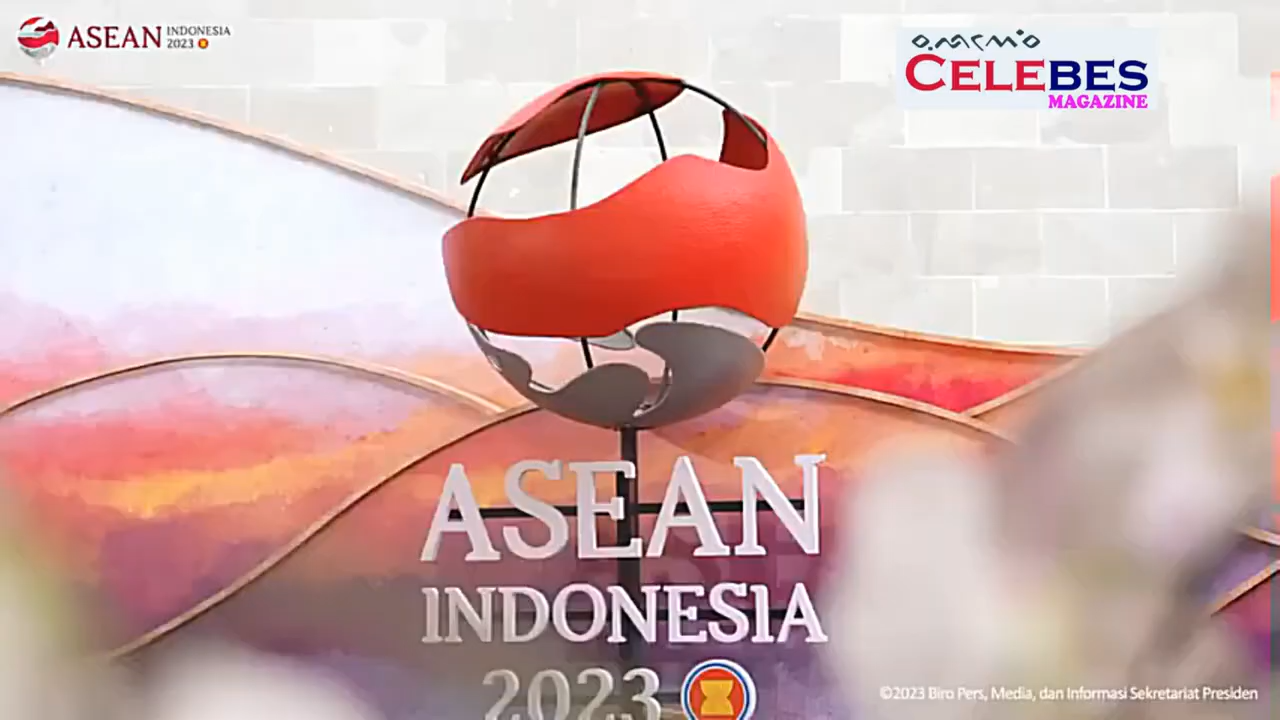 ASEAN INDONESIA
2023
CELEBES
MAGAZINE
ASEAN
INDONESIA
2023
©2023 Biro Pers, Media, dan Informasi Sekretariat Presiden